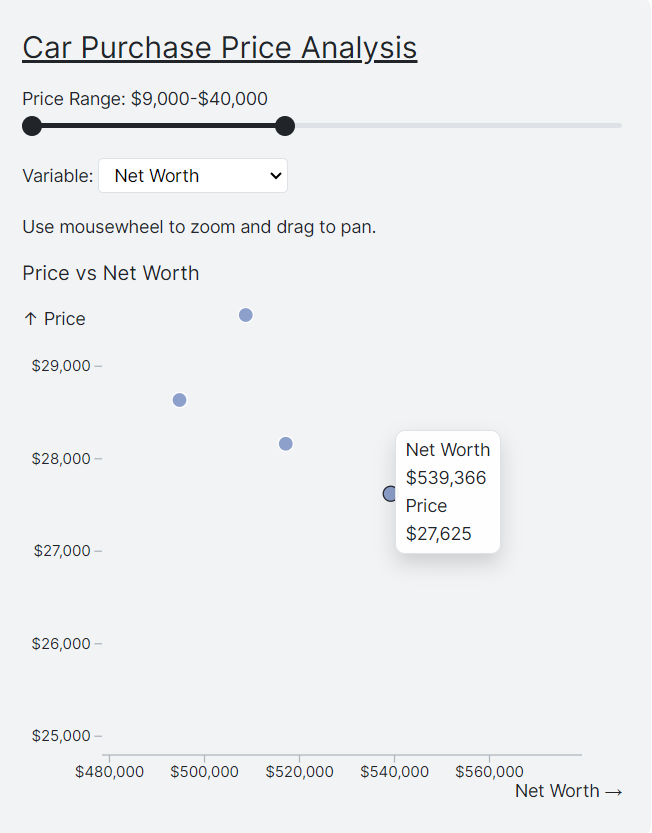 Car Purchase Price Analysis
Price Range: $9,000-$40,000
Variable: Net Worth
Use mousewheel to zoom and drag to pan.
Price vs Net Worth
↑ Price
$29,000
$28,000
Net Worth
$539,366
Price
$27,625
$27,000
$26,000
$25,000
$480,000 $500,000 $520,000 $540,000 $560,000
Net Worth →